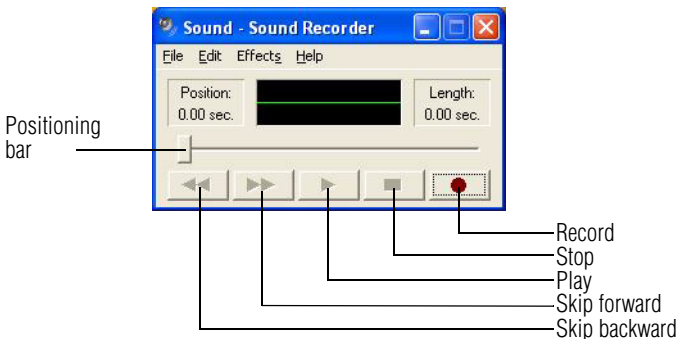 Sound - Sound Recorder
File Edit Effects Help
Position:
0.00 sec.
Length:
0.00 sec.
Positioning
bar
Record
Stop
Play
Skip forward
Skip backward